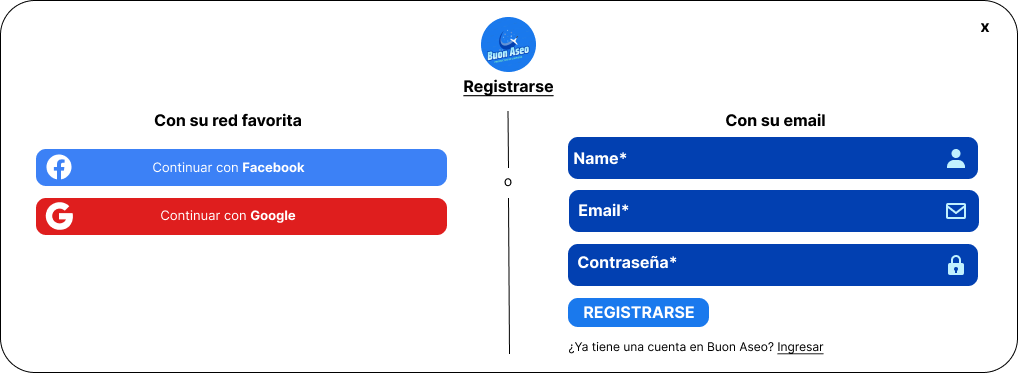 x
Buon Aseo
Registrarse
Con su red favorita
Continuar con Facebook
Continuar con Google
o
Con su email
Name*
Email*
Contraseña*
REGISTRARSE
¿Ya tiene una cuenta en Buon Aseo? Ingresar